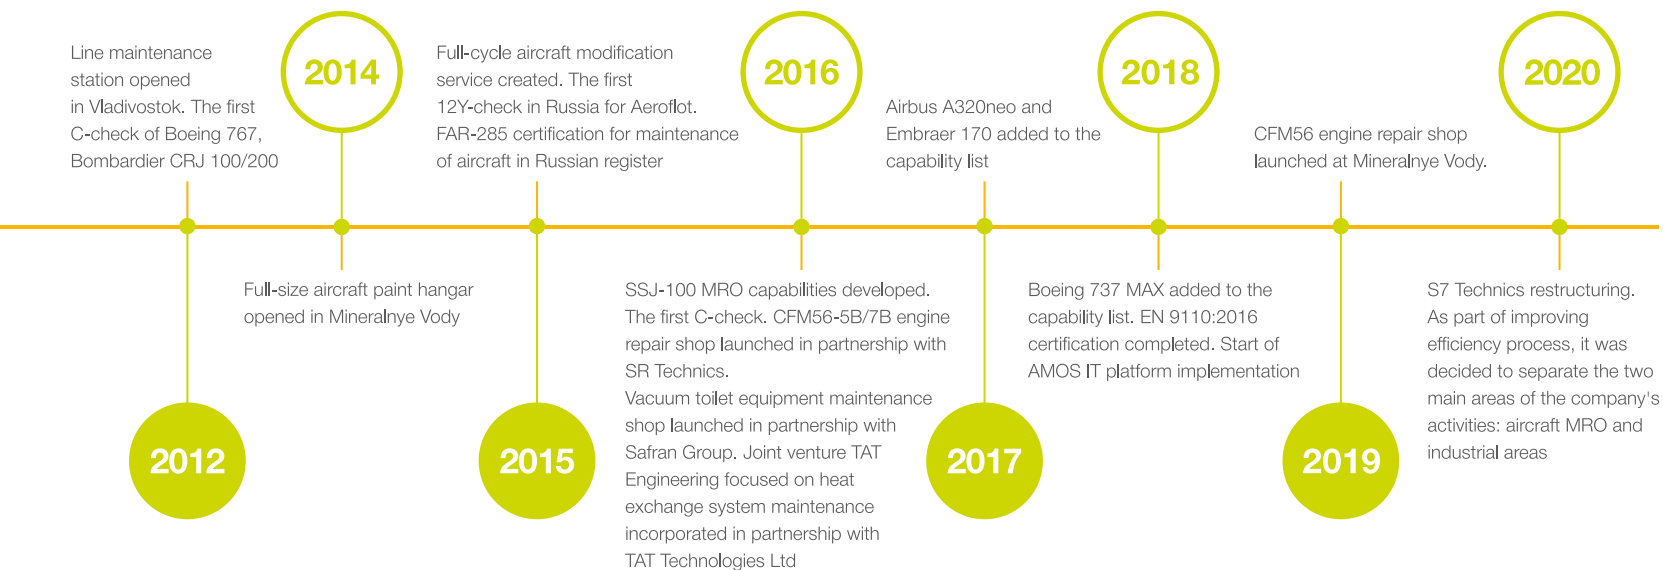 Line maintenance
station opened
in Vladivostok. The first
C-check of Boeing 767,
Bombardier CRJ 100/200
2012
2014
Full-size aircraft paint hangar
opened in Mineralnye Vody
Full-cycle aircraft modification
service created. The first
12Y-check in Russia for Aeroflot.
FAR-285 certification for maintenance
of aircraft in Russian register
2015
2016
SSJ-100 MRO capabilities developed.
The first C-check. CFM56-5B/7B engine
repair shop launched in partnership with
SR Technics.
Vacuum toilet equipment maintenance
shop launched in partnership with
Safran Group. Joint venture TAT
Engineering focused on heat
exchange system maintenance
incorporated in partnership with
TAT Technologies Ltd
Airbus A320neo and
Embraer 170 added to the
capability list
2017
2018
Boeing 737 MAX added to the
capability list. EN 9110:2016
certification completed. Start of
AMOS IT platform implementation
CFM56 engine repair shop
launched at Mineralnye Vody.
2019
2020
S7 Technics restructuring.
As part of improving
efficiency process, it was
decided to separate the two
main areas of the company's
activities: aircraft MRO and
industrial areas